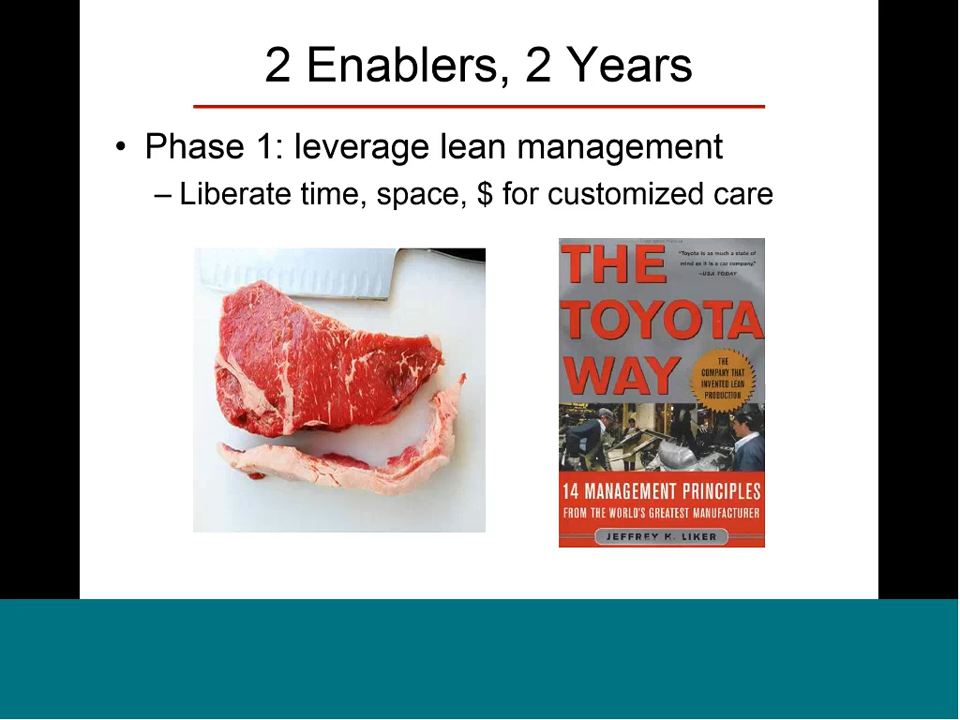 2 Enablers, 2 Years
• Phase 1: leverage lean management
– Liberate time, space, $ for customized care
THE
TOYOTA
WAY
"Toyota is as much a state of
mind as it is a car company."
–USA TODAY
THE
COMPANY THAT
INVENTED LEAN
PRODUCTION
14 MANAGEMENT PRINCIPLES
FROM THE WORLD'S GREATEST MANUFACTURER
JEFFREY K. LIKER